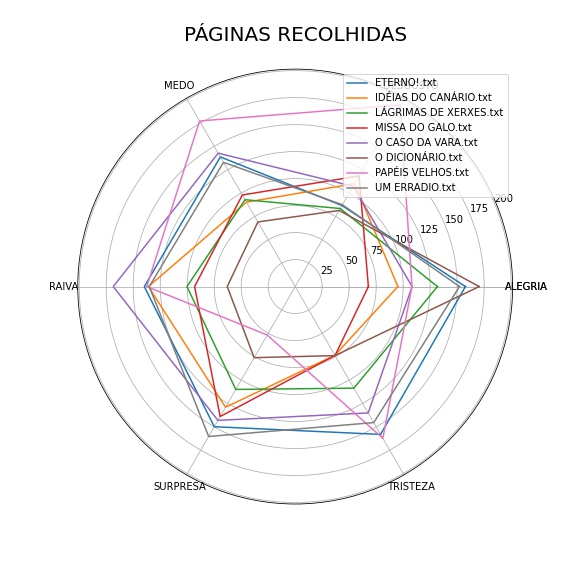 PÁGINAS RECOLHIDAS
MEDO
ETERNO!.txt
IDÉIAS DO CANÁRIO.txt
LÁGRIMAS DE XERXES.txt
MISSA DO GALO.txt
O CASO DA VARA.txt
O DICIONÁRIO.txt
PAPÉIS VELHOS.txt
UM ERRADIO.txt
200
175
150
125
100
75
50
25
RAIVA
ALEGRIA
SURPRESA
TRISTEZA